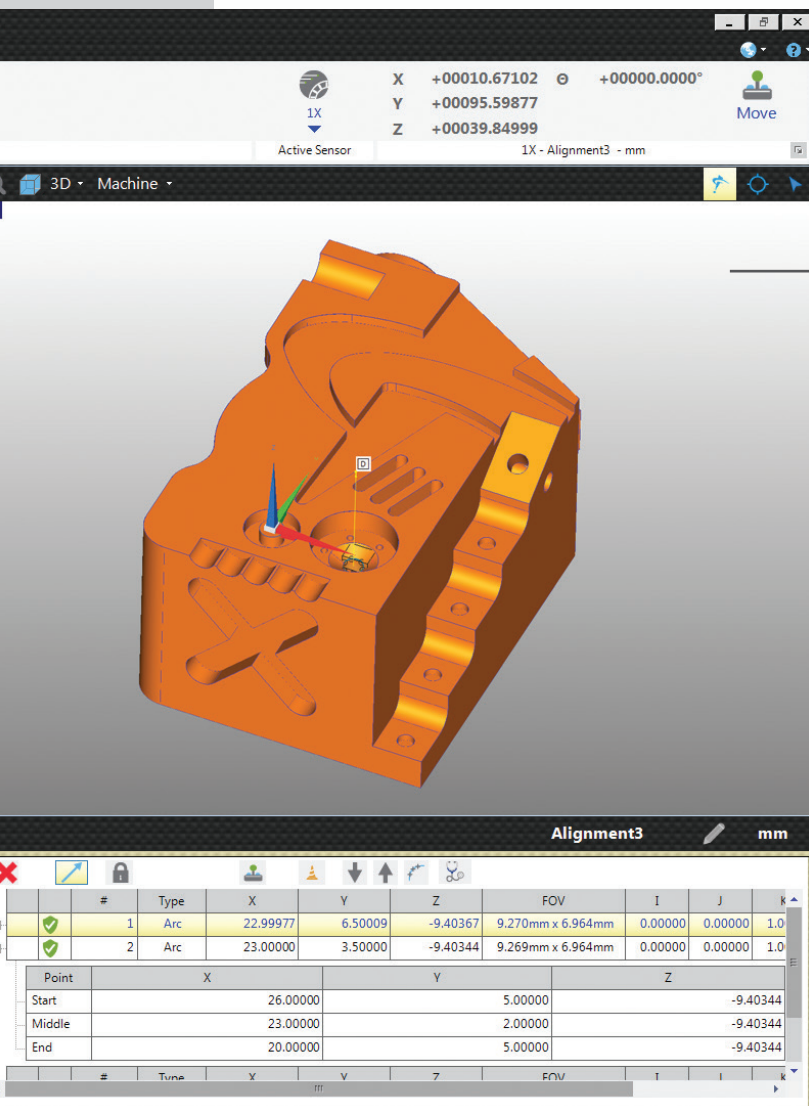 X +00010.67102 Θ +00000.0000°
1X
Y +00095.59877
Move
Z +00039.84999
Active Sensor
1X - Alignment3 - mm
3D Machine
D
Alignment3 mm
# Type X Y Z FOV I J
1 Arc 22.99977 6.50009 -9.40367 9.270mm x 6.964mm 0.00000 0.00000 1.0
2 Arc 23.00000 3.50000 -9.40344 9.269mm x 6.964mm 0.00000 0.00000 1.0
Point X Y Z
Start 26.00000 5.00000 -9.40344
Middle 23.00000 2.00000 -9.40344
End 20.00000 5.00000 -9.40344
# Type X Y Z FOV I J